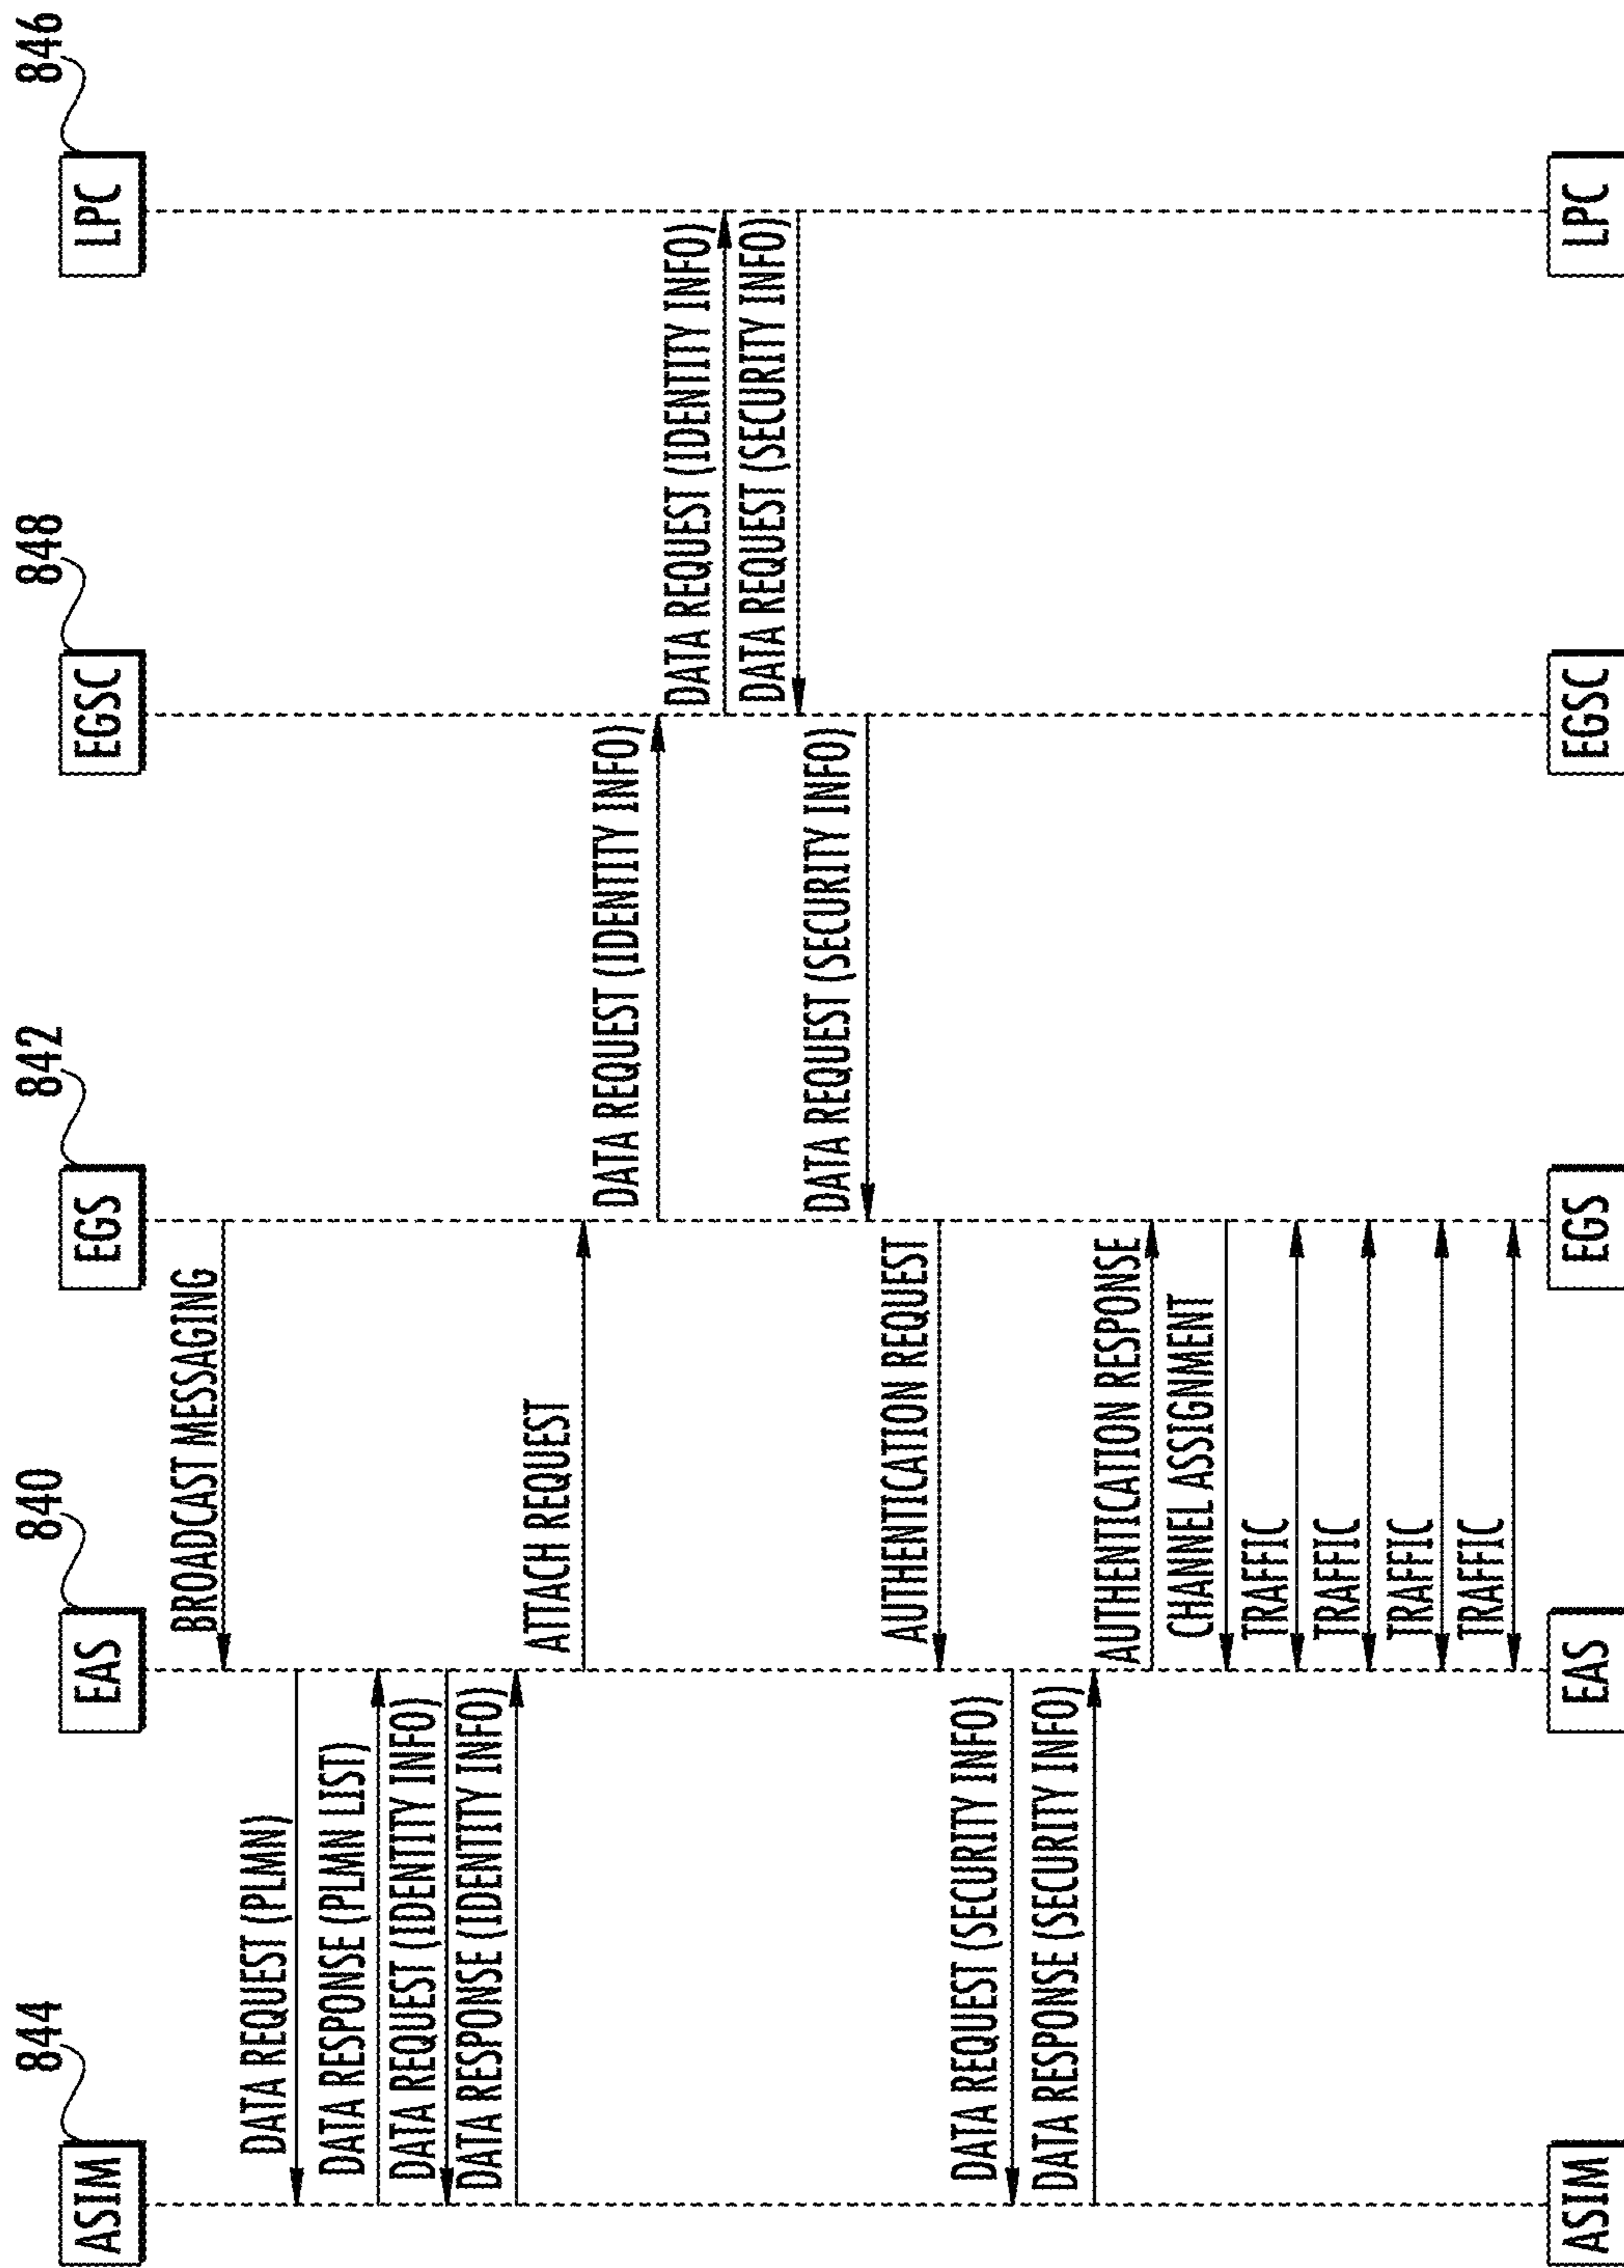 844
840
842
848
846
ASIM
EAS
EGS
EGSC
LPC
BROADCAST MESSAGING
DATA REQUEST (PLMN)
DATA RESPONSE (PLMN LIST)
DATA REQUEST (IDENTITY INFO)
DATA RESPONSE (IDENTITY INFO)
ATTACH REQUEST
DATA REQUEST (IDENTITY INFO)
DATA REQUEST (IDENTITY INFO)
DATA REQUEST (SECURITY INFO)
DATA REQUEST (SECURITY INFO)
AUTHENTICATION REQUEST
DATA REQUEST (SECURITY INFO)
DATA RESPONSE (SECURITY INFO)
AUTHENTICATION RESPONSE
CHANNEL ASSIGNMENT
TRAFFIC
TRAFFIC
TRAFFIC
TRAFFIC
ASIM
EAS
EGS
EGSC
LPC